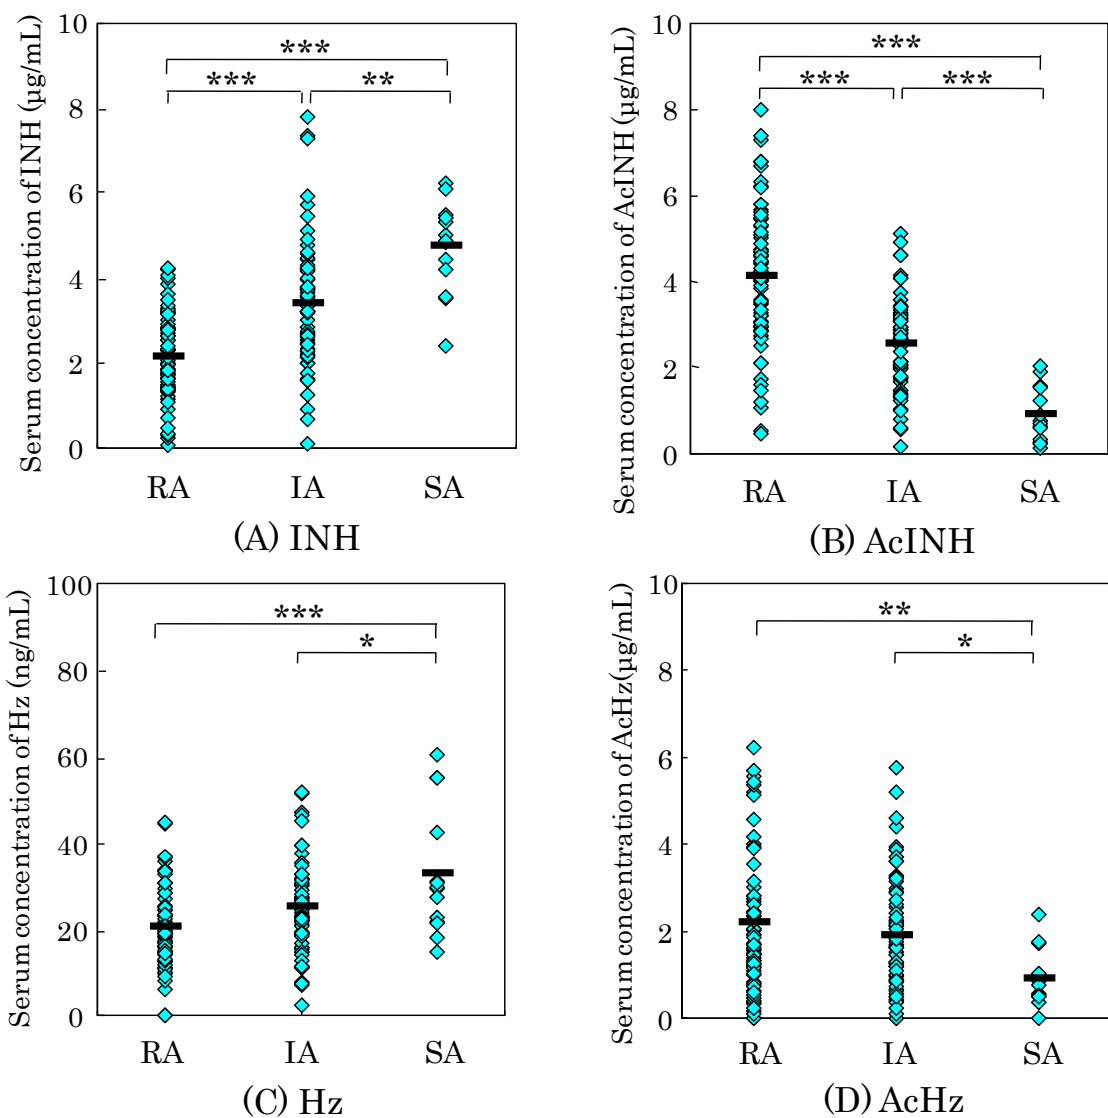 Serum concentration of INH (µg/mL)
10
8
6
4
2
0
***
***
**
RA IA SA
(A) INH
Serum concentration of AcINH (µg/mL)
10
8
6
4
2
0
***
***
***
RA IA SA
(B) AcINH
Serum concentration of Hz (ng/mL)
100
80
60
40
20
0
***
*
RA IA SA
(C) Hz
Serum concentration of AcHz(µg/mL)
10
8
6
4
2
0
**
*
RA IA SA
(D) AcHz